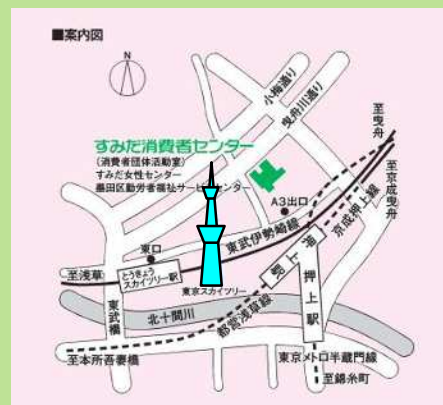 ■案内図
N
小梅通り
曳舟川通り
至曳舟
至京成曳舟
すみだ消費者センター
(消費者団体活動室)
すみだ女性センター
墨田区勤労者福祉サービスセンター
A3出口
京成押上線
東武伊勢崎線
東口
押上駅
至浅草
とうきょう
スカイツリー駅
東京スカイツリー
押上駅
東武橋
北十間川
都営浅草線
至本所吾妻橋
東京メトロ半蔵門線
至錦糸町